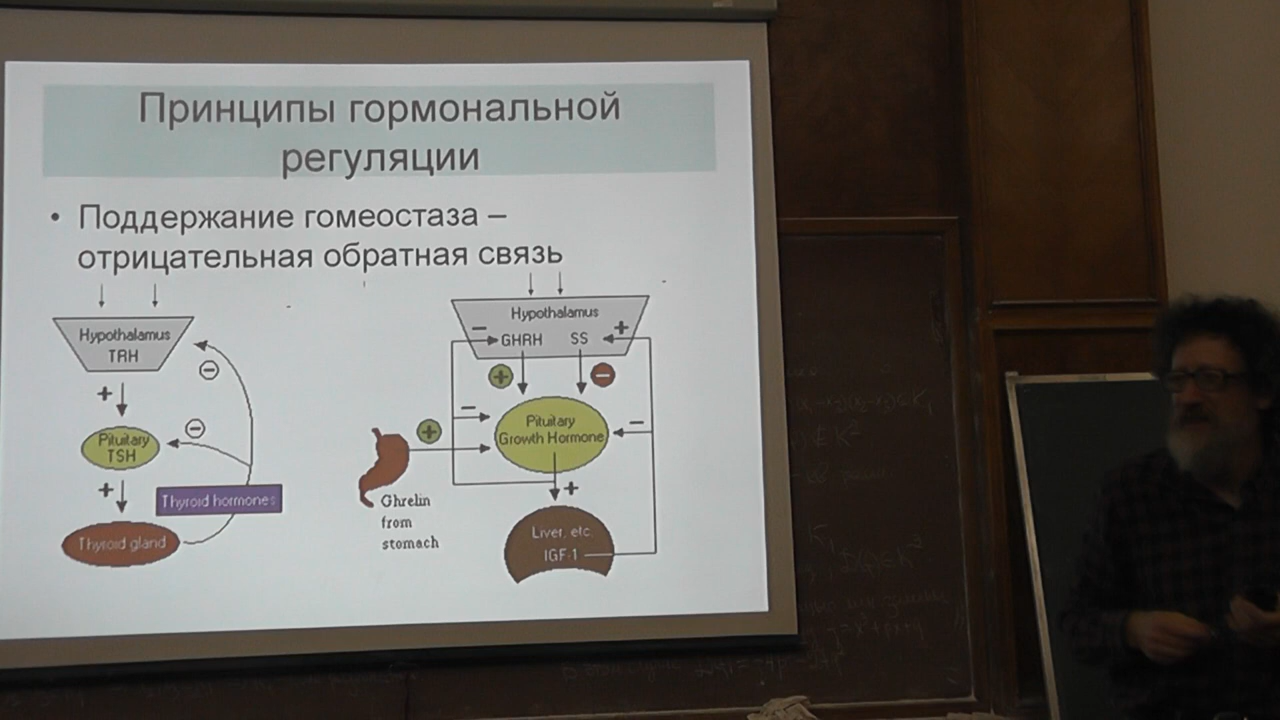 Принципы гормональной
регуляции
• Поддержание гомеостаза –
отрицательная обратная связь
Hypothalamus
TRH
−
+
−
Pituitary
TSH
+
Thyroid hormones
Thyroid gland
Hypothalamus
− +
GHRH SS
+ −
Pituitary
Growth Hormone
− −
+
+
Ghrelin
from
stomach
Liver, etc.
IGF-1